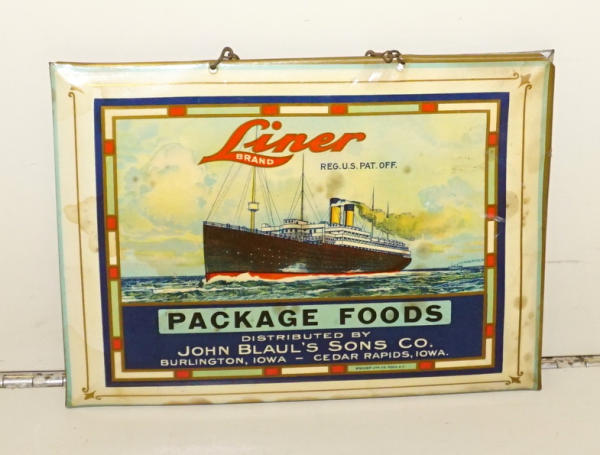 Liner
BRAND
REG. U.S. PAT. OFF.
PACKAGE FOODS
DISTRIBUTED BY
JOHN BLAUL'S SONS CO.
BURLINGTON, IOWA – CEDAR RAPIDS, IOWA.